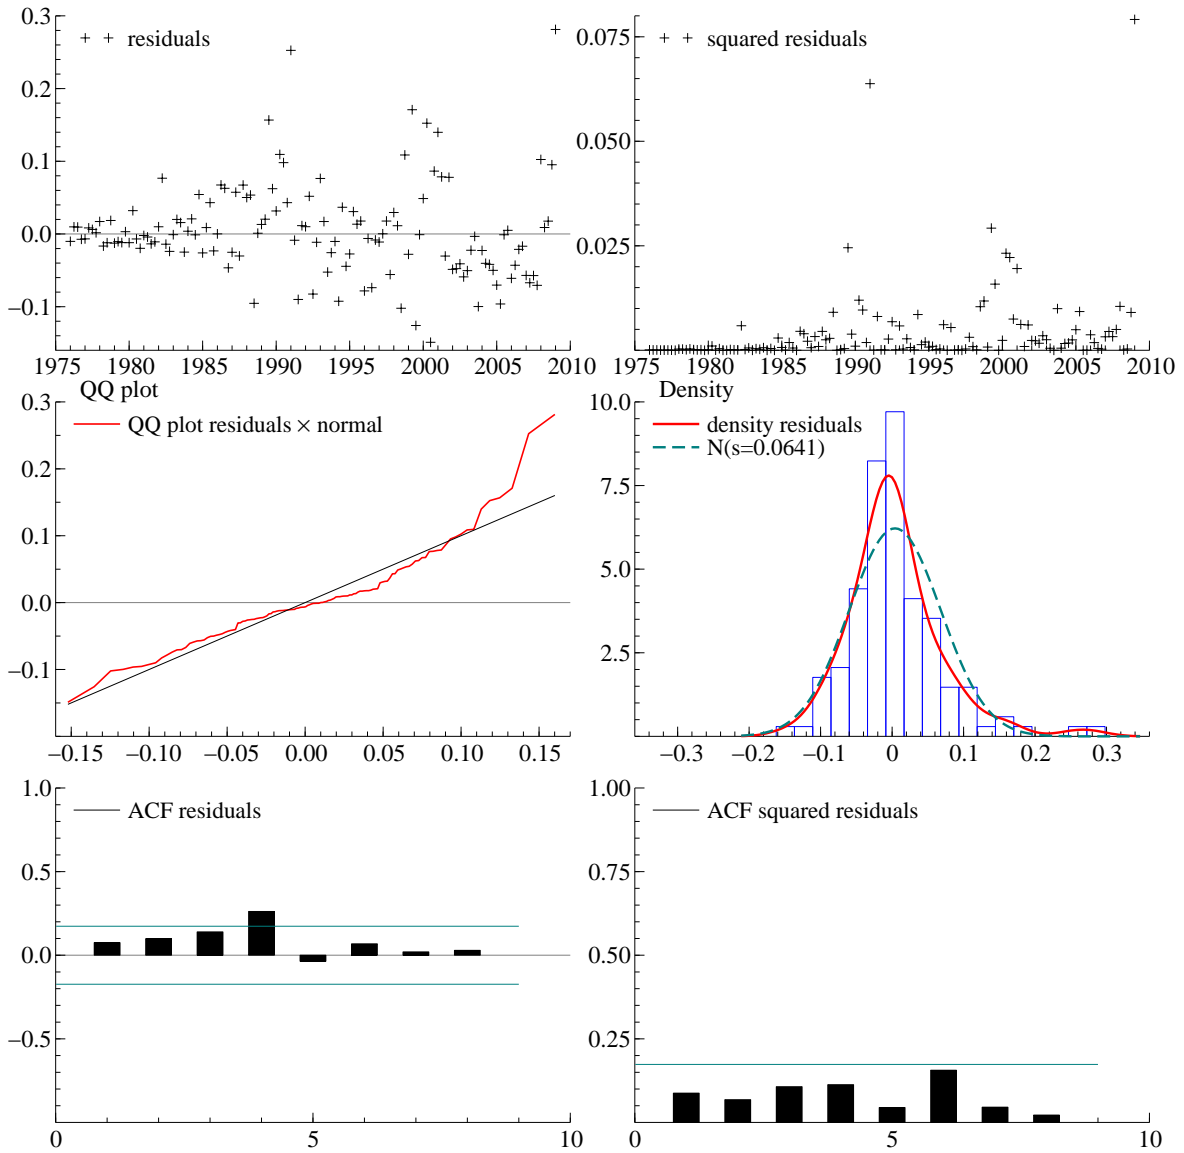 0.3
+ + residuals
0.2
0.1
0.0
−0.1
1975 1980 1985 1990 1995 2000 2005 2010
0.075
+ + squared residuals
0.050
0.025
1975 1980 1985 1990 1995 2000 2005 2010
QQ plot
0.3
QQ plot residuals × normal
0.2
0.1
0.0
−0.1
−0.15 −0.10 −0.05 −0.00 0.05 0.10 0.15
Density
10.0
density residuals
N(s=0.0641)
7.5
5.0
2.5
−0.3 −0.2 −0.1 0 0.1 0.2 0.3
1.0
ACF residuals
0.5
0.0
−0.5
0 5 10
1.00
ACF squared residuals
0.75
0.50
0.25
0 5 10